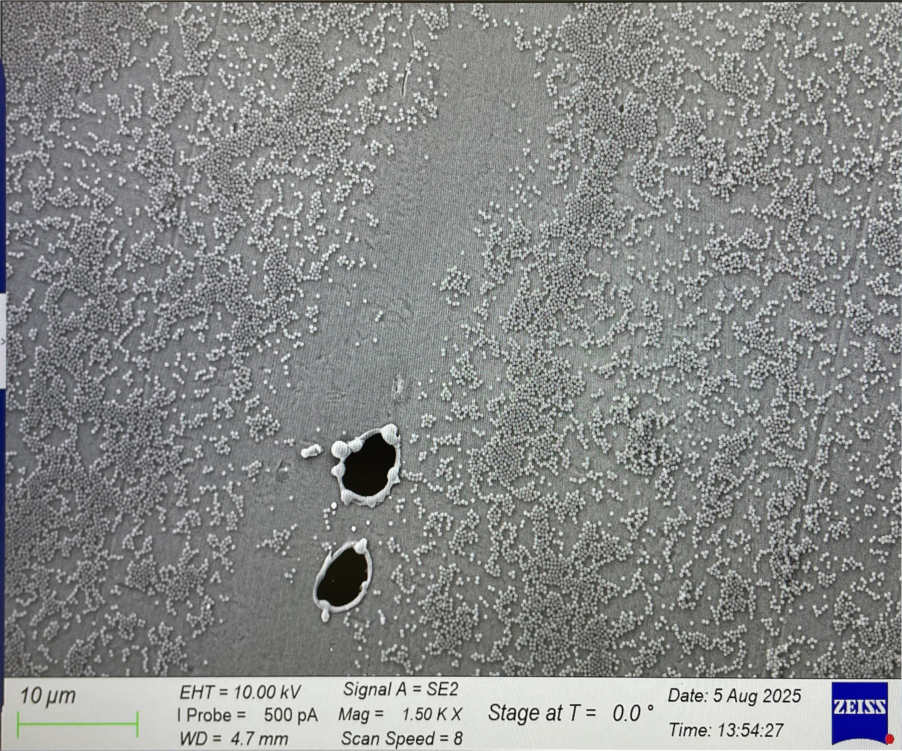 10 µm
EHT = 10.00 kV
I Probe = 500 pA
WD = 4.7 mm
Signal A = SE2
Mag = 1.50 K X
Scan Speed = 8
Stage at T = 0.0 °
Date: 5 Aug 2025
Time: 13:54:27
ZEISS